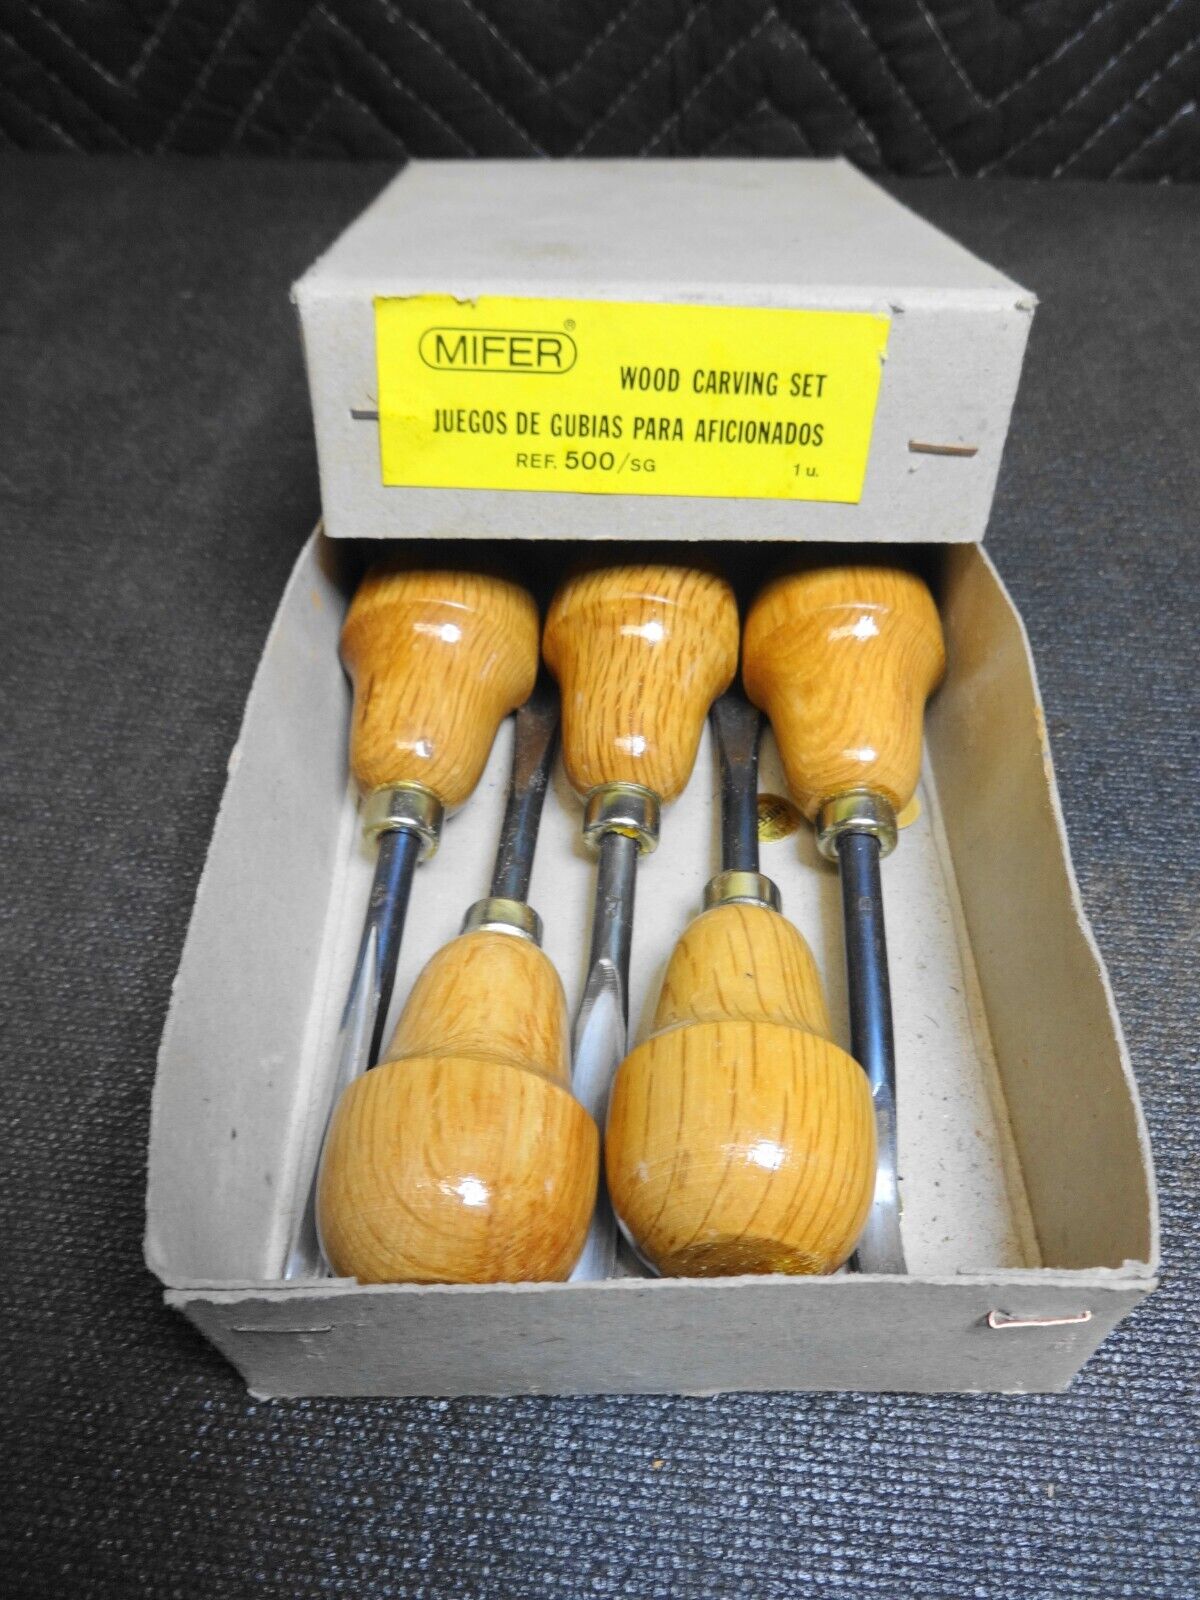 MIFER®
WOOD CARVING SET
JUEGOS DE GUBIAS PARA AFICIONADOS
REF. 500/SG 1 u.